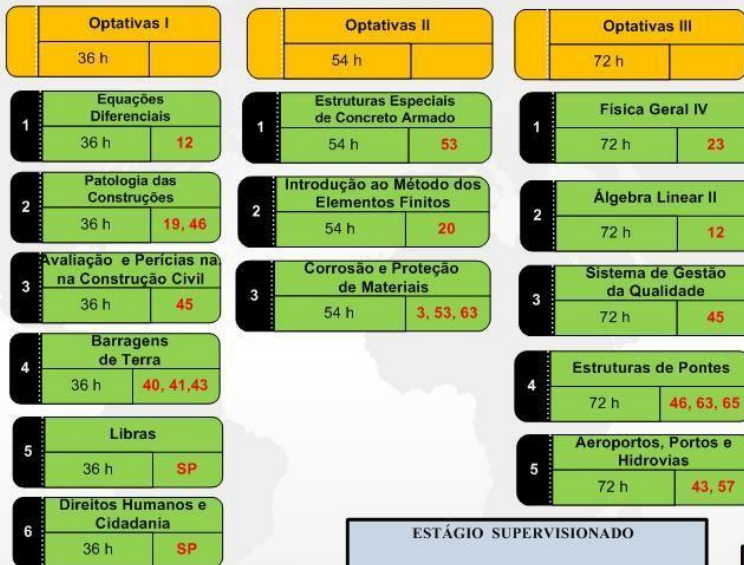 Optativas I
36 h
1
Equações
Diferenciais
36 h
12
2
Patologia das
Construções
36 h
19, 46
3
Avaliação e Perícias na
na Construção Civil
36 h
45
4
Barragens
de Terra
36 h
40, 41,43
5
Libras
36 h
SP
6
Direitos Humanos e
Cidadania
36 h
SP
Optativas II
54 h
1
Estruturas Especiais
de Concreto Armado
54 h
53
2
Introdução ao Método dos
Elementos Finitos
54 h
20
3
Corrosão e Proteção
de Materiais
54 h
3, 53, 63
Optativas III
72 h
1
Física Geral IV
72 h
23
2
Álgebra Linear II
72 h
12
3
Sistema de Gestão
da Qualidade
72 h
45
4
Estruturas de Pontes
72 h
46, 63, 65
5
Aeroportos, Portos e
Hidrovias
72 h
43, 57
ESTÁGIO SUPERVISIONADO